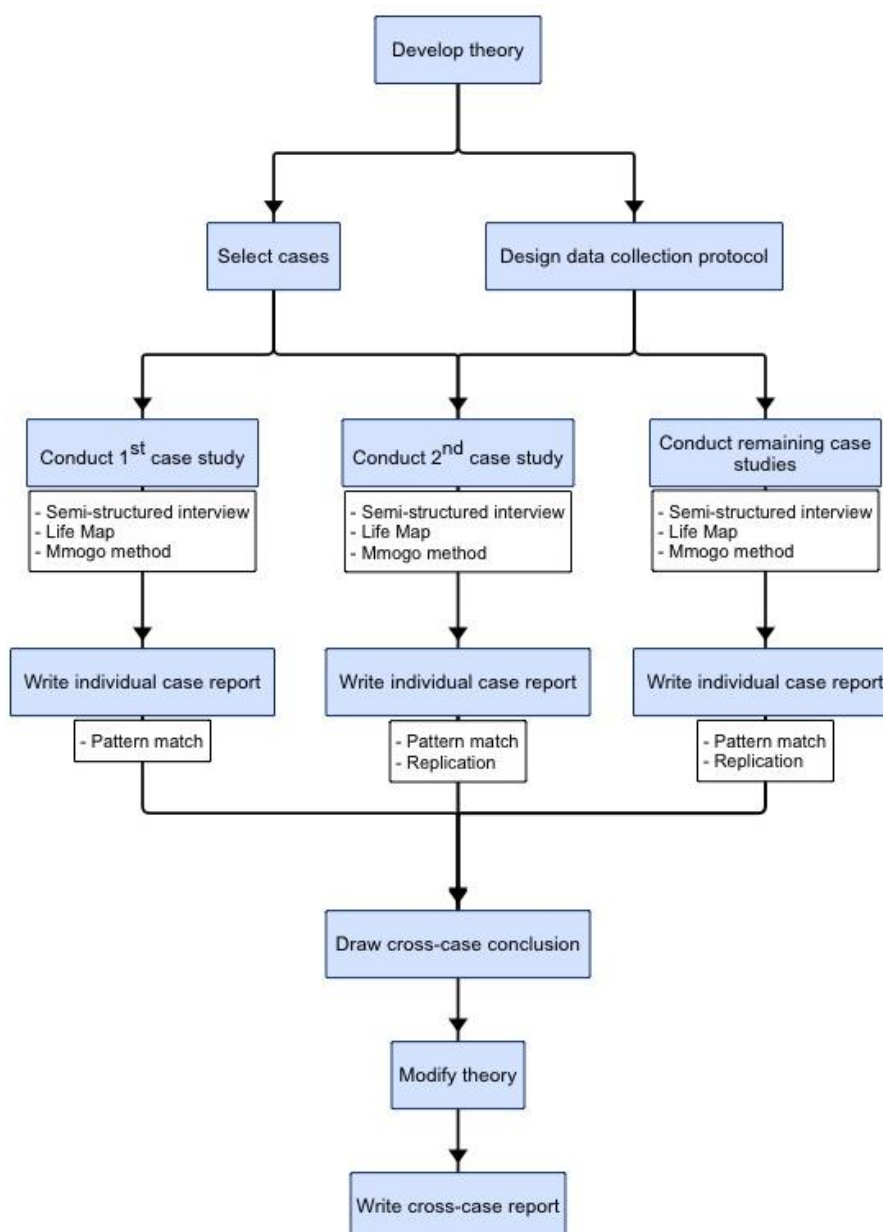 Develop theory
Select cases
Design data collection protocol
Conduct 1st case study
- Semi-structured interview
- Life Map
- Mmogo method
Conduct 2nd case study
- Semi-structured interview
- Life Map
- Mmogo method
Conduct remaining case
studies
- Semi-structured interview
- Life Map
- Mmogo method
Write individual case report
- Pattern match
Write individual case report
- Pattern match
- Replication
Write individual case report
- Pattern match
- Replication
Draw cross-case conclusion
Modify theory
Write cross-case report